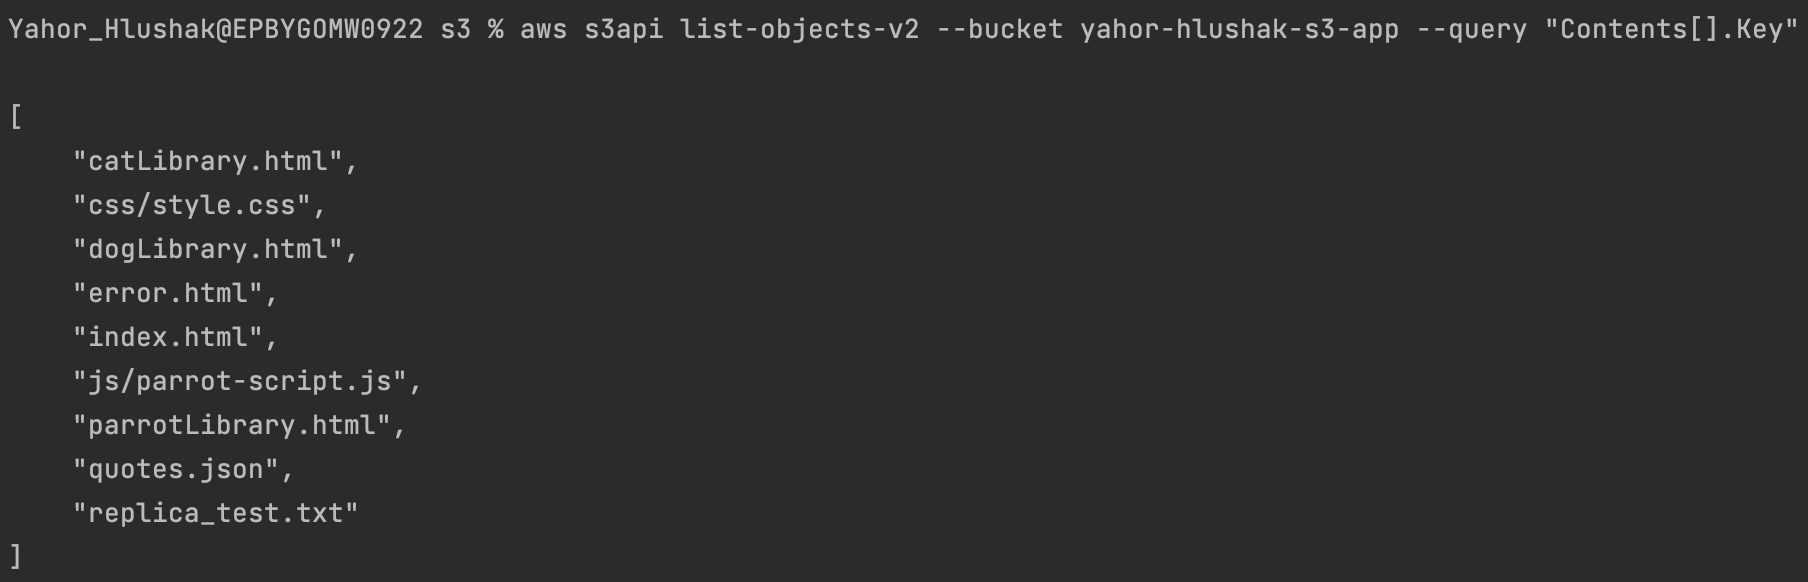 Yahor_Hlushak@EPBYGOMW0922 s3 % aws s3api list-objects-v2 --bucket yahor-hlushak-s3-app --query "Contents[].Key"
[
"catLibrary.html",
"css/style.css",
"dogLibrary.html",
"error.html",
"index.html",
"js/parrot-script.js",
"parrotLibrary.html",
"quotes.json",
"replica_test.txt"
]